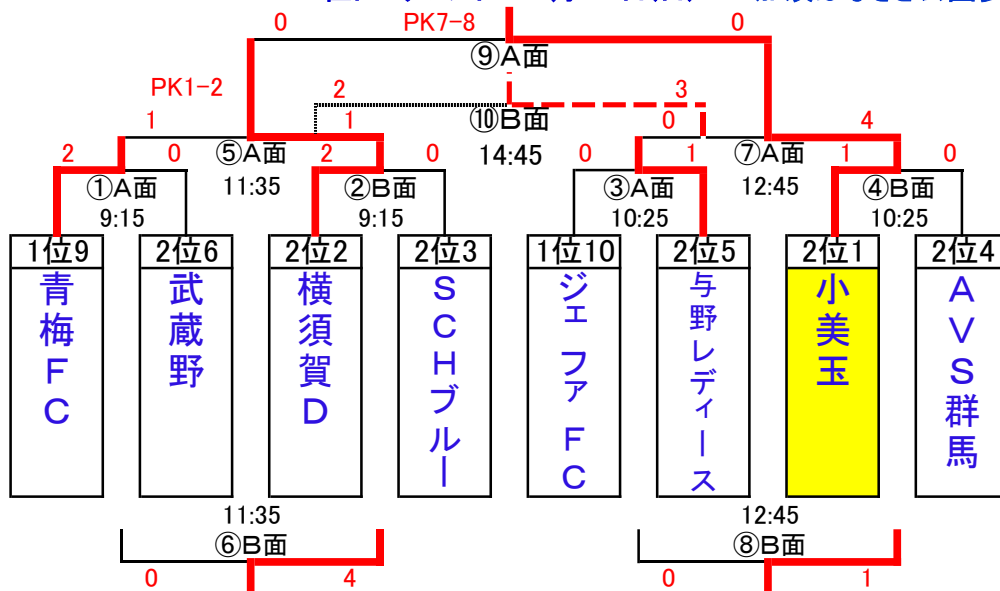 0 PK7-8 0
⑨A面
PK1-2 2 3
1 1 ⑩B面 0 4
2 0 ⑤A面 2 0 14:45 0 1 ⑦A面 1 0
①A面 11:35 ②B面 ③A面 12:45 ④B面
9:15 9:15 10:25 10:25
1位9 2位6 2位2 2位3 1位10 2位5 2位1 2位4
青梅FC
武蔵野
横須賀D
SCHブルー
ジェファFC
与野レディース
小美玉
AVS群馬
11:35 12:45
⑥B面 ⑧B面
0 4 0 1